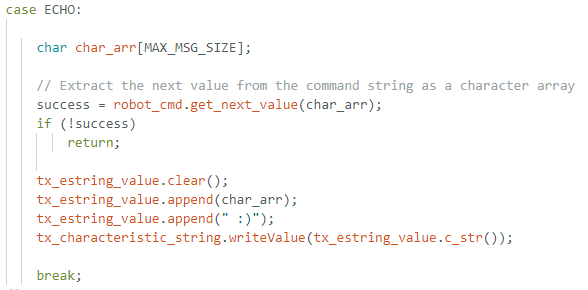 case ECHO:
char char_arr[MAX_MSG_SIZE];
// Extract the next value from the command string as a character array
success = robot_cmd.get_next_value(char_arr);
if (!success)
return;
tx_estring_value.clear();
tx_estring_value.append(char_arr);
tx_estring_value.append(" :)");
tx_characteristic_string.writeValue(tx_estring_value.c_str());
break;